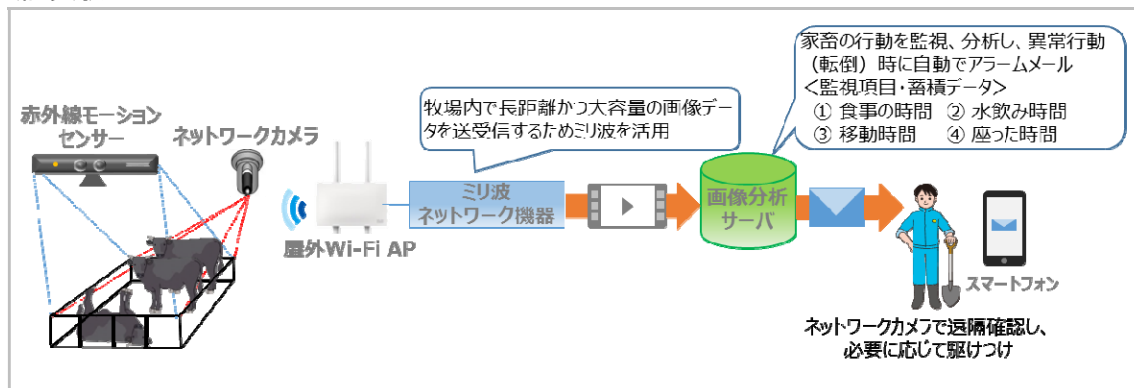 赤外線モーション
センサー
ネットワークカメラ
屋外Wi-Fi AP
牧場内で長距離かつ大容量の画像デー
タを送受信するためミリ波を活用
ミリ波
ネットワーク機器
画像分析
サーバ
家畜の行動を監視、分析し、異常行動
（転倒）時に自動でアラームメール
＜監視項目・蓄積データ＞
① 食事の時間 ② 水飲み時間
③ 移動時間 ④ 座った時間
スマートフォン
ネットワークカメラで遠隔確認し、
必要に応じて駆けつけ